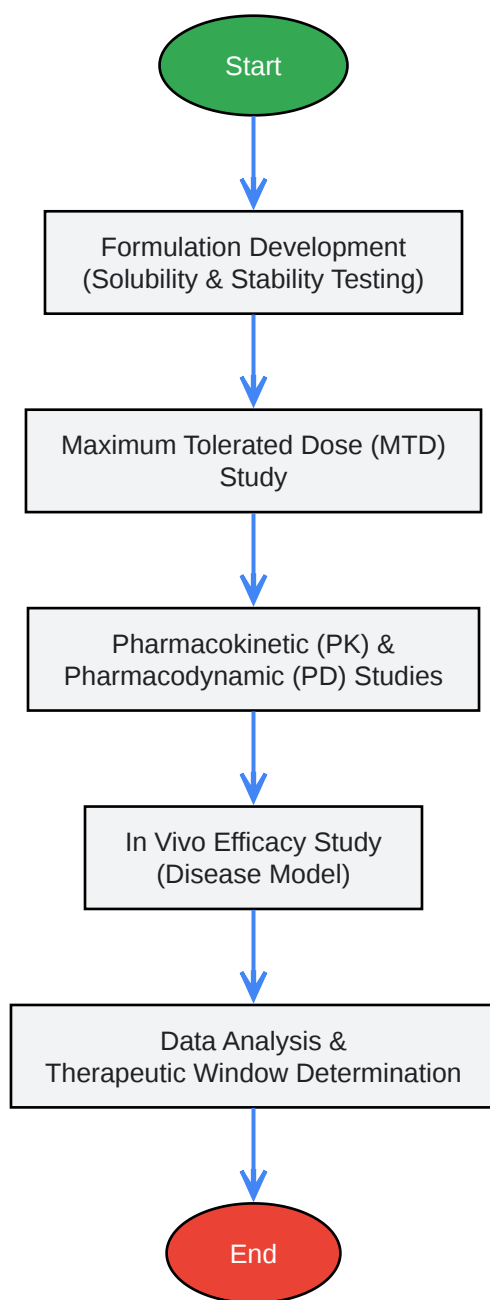 Start
Formulation Development
(Solubility & Stability Testing)
Maximum Tolerated Dose (MTD)
Study
Pharmacokinetic (PK) &
Pharmacodynamic (PD) Studies
In Vivo Efficacy Study
(Disease Model)
Data Analysis &
Therapeutic Window Determination
End